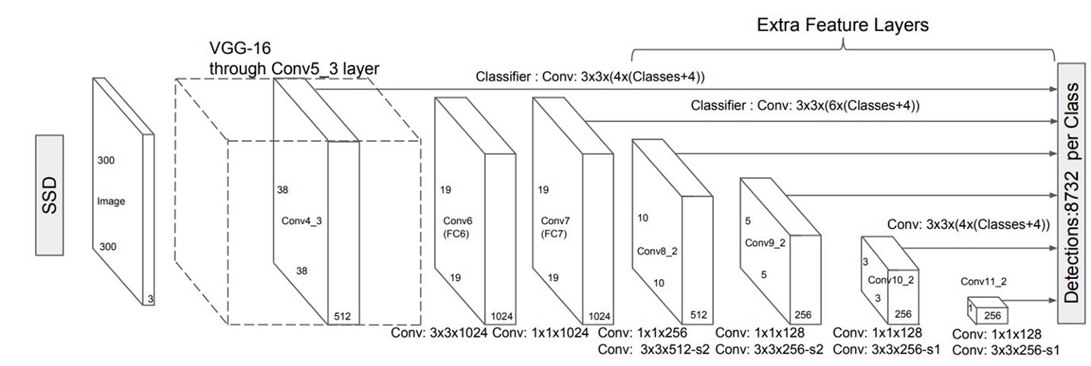 Extra Feature Layers
VGG-16
through Conv5_3 layer
Classifier : Conv: 3x3x(4x(Classes+4))
Classifier : Conv: 3x3x(6x(Classes+4))
SSD
300
Image
300
3
38
Conv4_3
38
512
19
Conv6
(FC6)
19
1024
19
Conv7
(FC7)
19
1024
10
Conv8_2
10
512
5
Conv9_2
5
256
Conv: 3x3x(4x(Classes+4))
3
Conv10_2
3
256
Conv11_2
1
256
Detections:8732 per Class
Conv: 3x3x1024
Conv: 1x1x1024
Conv: 1x1x256
Conv: 3x3x512-s2
Conv: 1x1x128
Conv: 3x3x256-s2
Conv: 1x1x128
Conv: 3x3x256-s1
Conv: 1x1x128
Conv: 3x3x256-s1